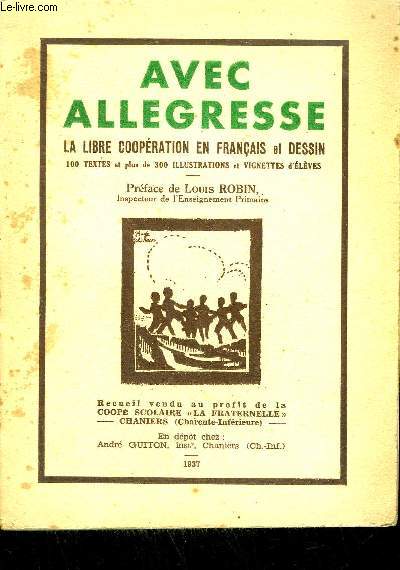 Le-livre.com
AVEC
ALLEGRESSE
LA LIBRE COOPÉRATION EN FRANÇAIS et DESSIN
100 TEXTES et plus de 300 ILLUSTRATIONS et VIGNETTES d'ÉLÈVES
Préface de Louis ROBIN,
Inspecteur de l'Enseignement Primaire
Recueil vendu au profit de la
COOPÉ SCOLAIRE «LA FRATERNELLE»
CHANIERS (Charente-Inférieure)
En dépôt chez :
André GUITON, Inst^r, Chaniers (Ch.-Inf.)
1937